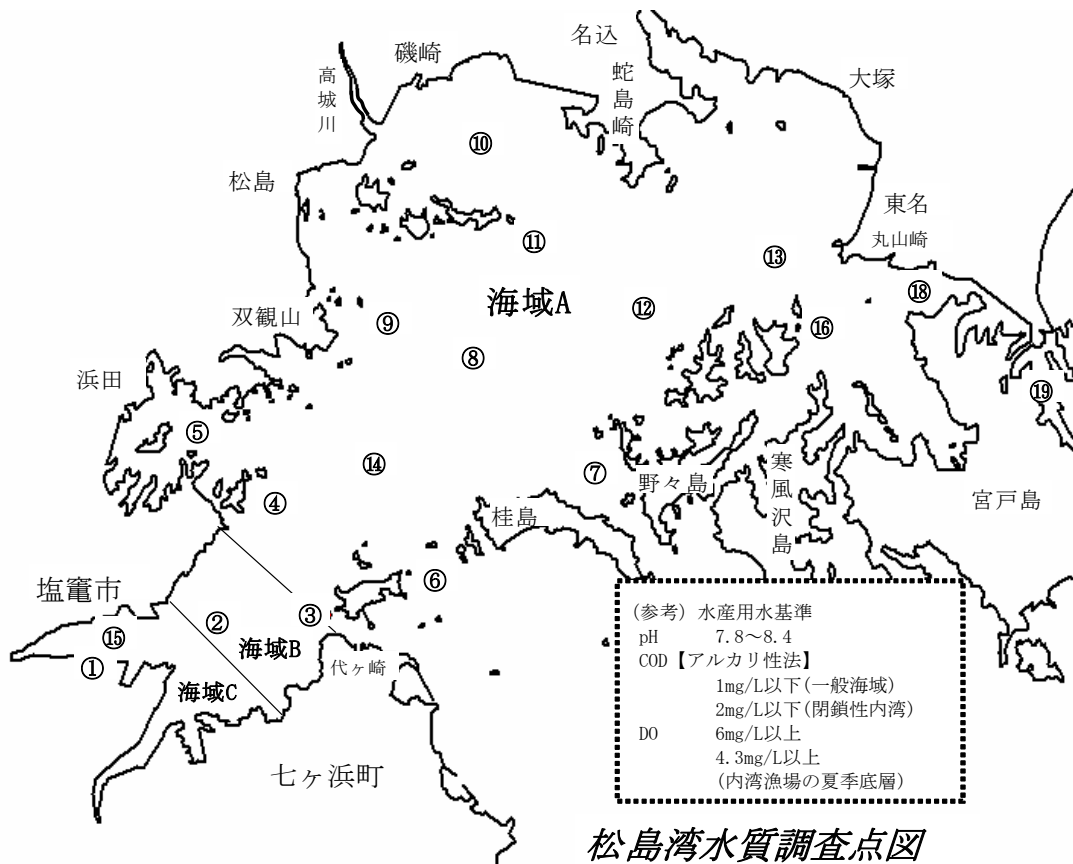 名込
磯崎
大塚
蛇島崎
高城川
⑩
松島
東名
⑪
丸山崎
⑬
⑱
海域A
⑫
双観山
⑨
⑯
⑧
浜田
⑲
⑤
⑭
⑦
野々島
寒風沢島
④
宮戸島
桂島
塩竈市
⑥
③
②
⑮
海域B
①
代ヶ崎
海域C
七ヶ浜町
(参考) 水産用水基準
pH 7.8～8.4
COD【アルカリ性法】
1mg/L以下(一般海域)
2mg/L以下(閉鎖性内湾)
DO 6mg/L以上
4.3mg/L以上
(内湾漁場の夏季底層)
松島湾水質調査点図